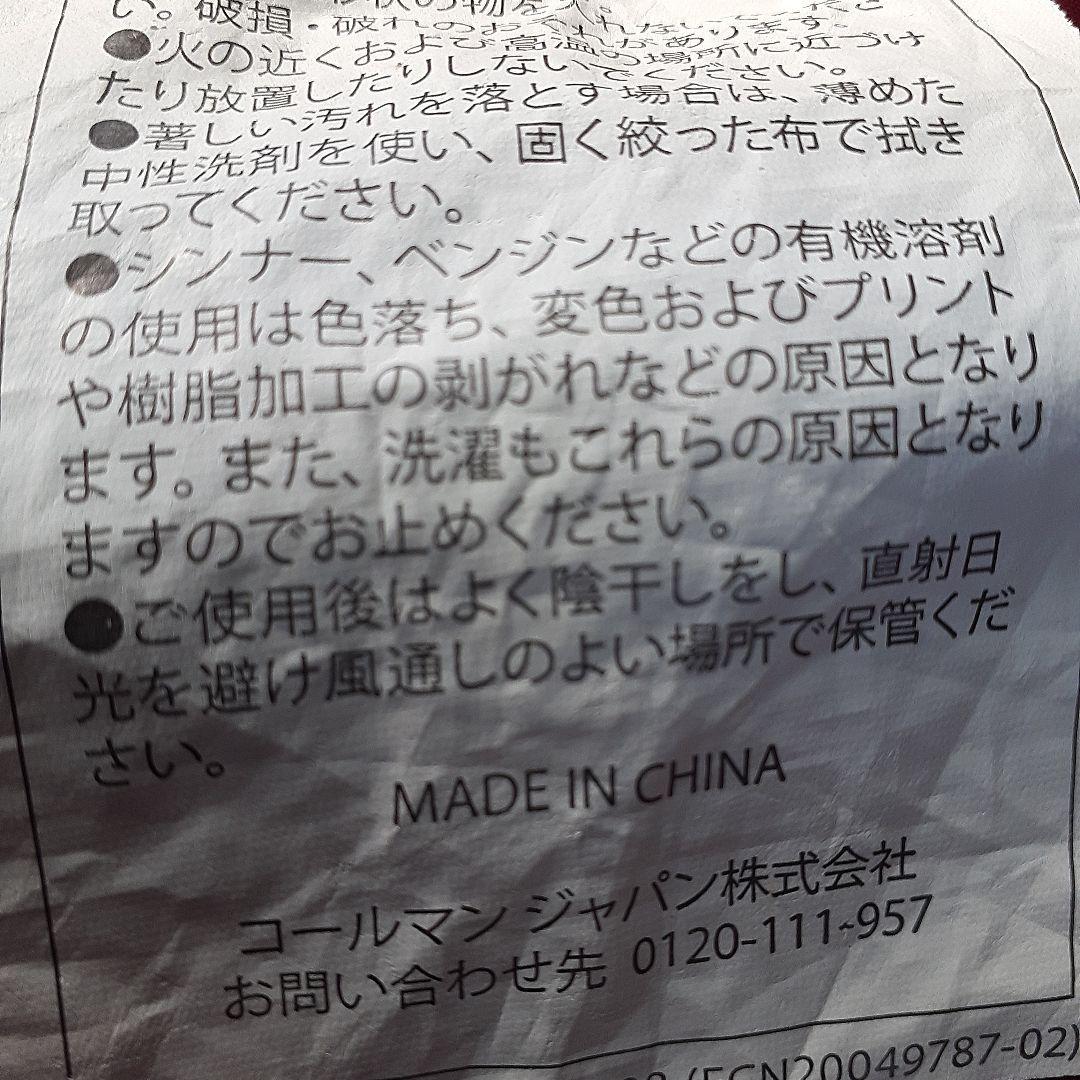 い。破損・破れのおそれがあります。
●火の近くおよび高温の場所に近づけ
たり放置したりしないでください。
●著しい汚れを落とす場合は、薄めた
中性洗剤を使い、固く絞った布で拭き
取ってください。
●シンナー、ベンジンなどの有機溶剤
の使用は色落ち、変色およびプリント
や樹脂加工の剥がれなどの原因となり
ます。また、洗濯もこれらの原因となり
ますのでお止めください。
●ご使用後はよく陰干しをし、直射日
光を避け風通しのよい場所で保管くだ
さい。
MADE IN CHINA
コールマン ジャパン株式会社
お問い合わせ先 0120-111-957
(ECN20049787-02)